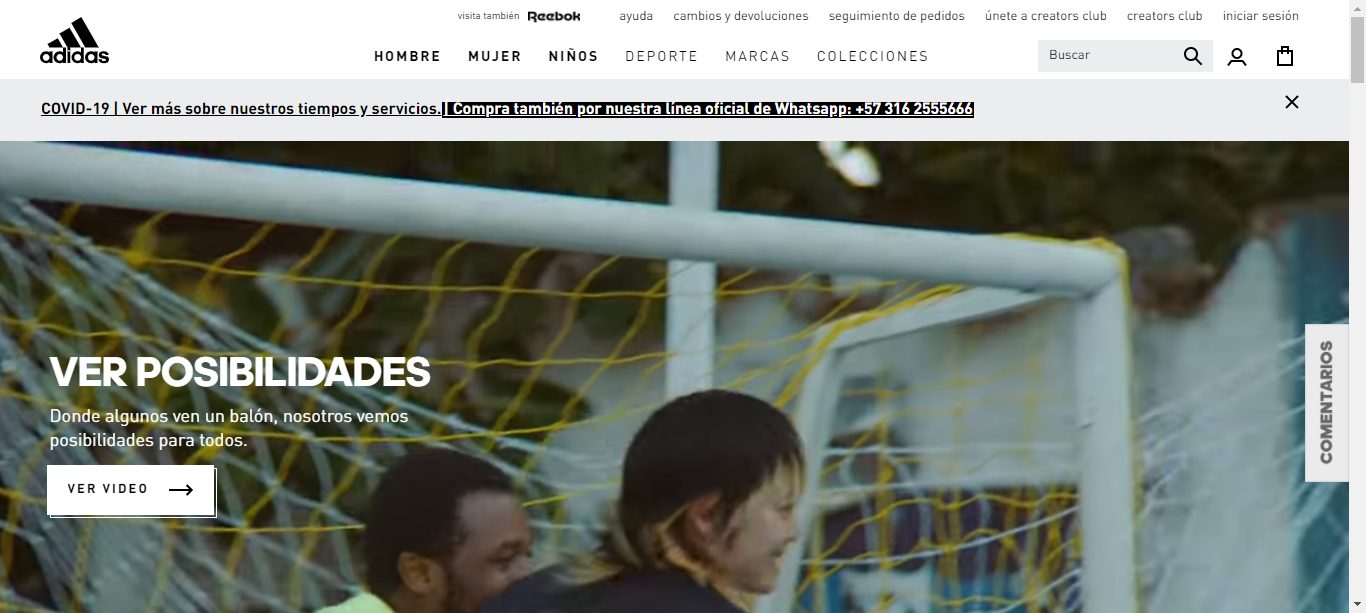 visita también Reebok ayuda cambios y devoluciones seguimiento de pedidos únete a creators club creators club iniciar sesión
adidas
HOMBRE MUJER NIÑOS DEPORTE MARCAS COLECCIONES Buscar
COVID-19 | Ver más sobre nuestros tiempos y servicios.| Compra también por nuestra línea oficial de Whatsapp: +57 316 2555666
VER POSIBILIDADES
Donde algunos ven un balón, nosotros vemos
posibilidades para todos.
VER VIDEO
COMENTARIOS